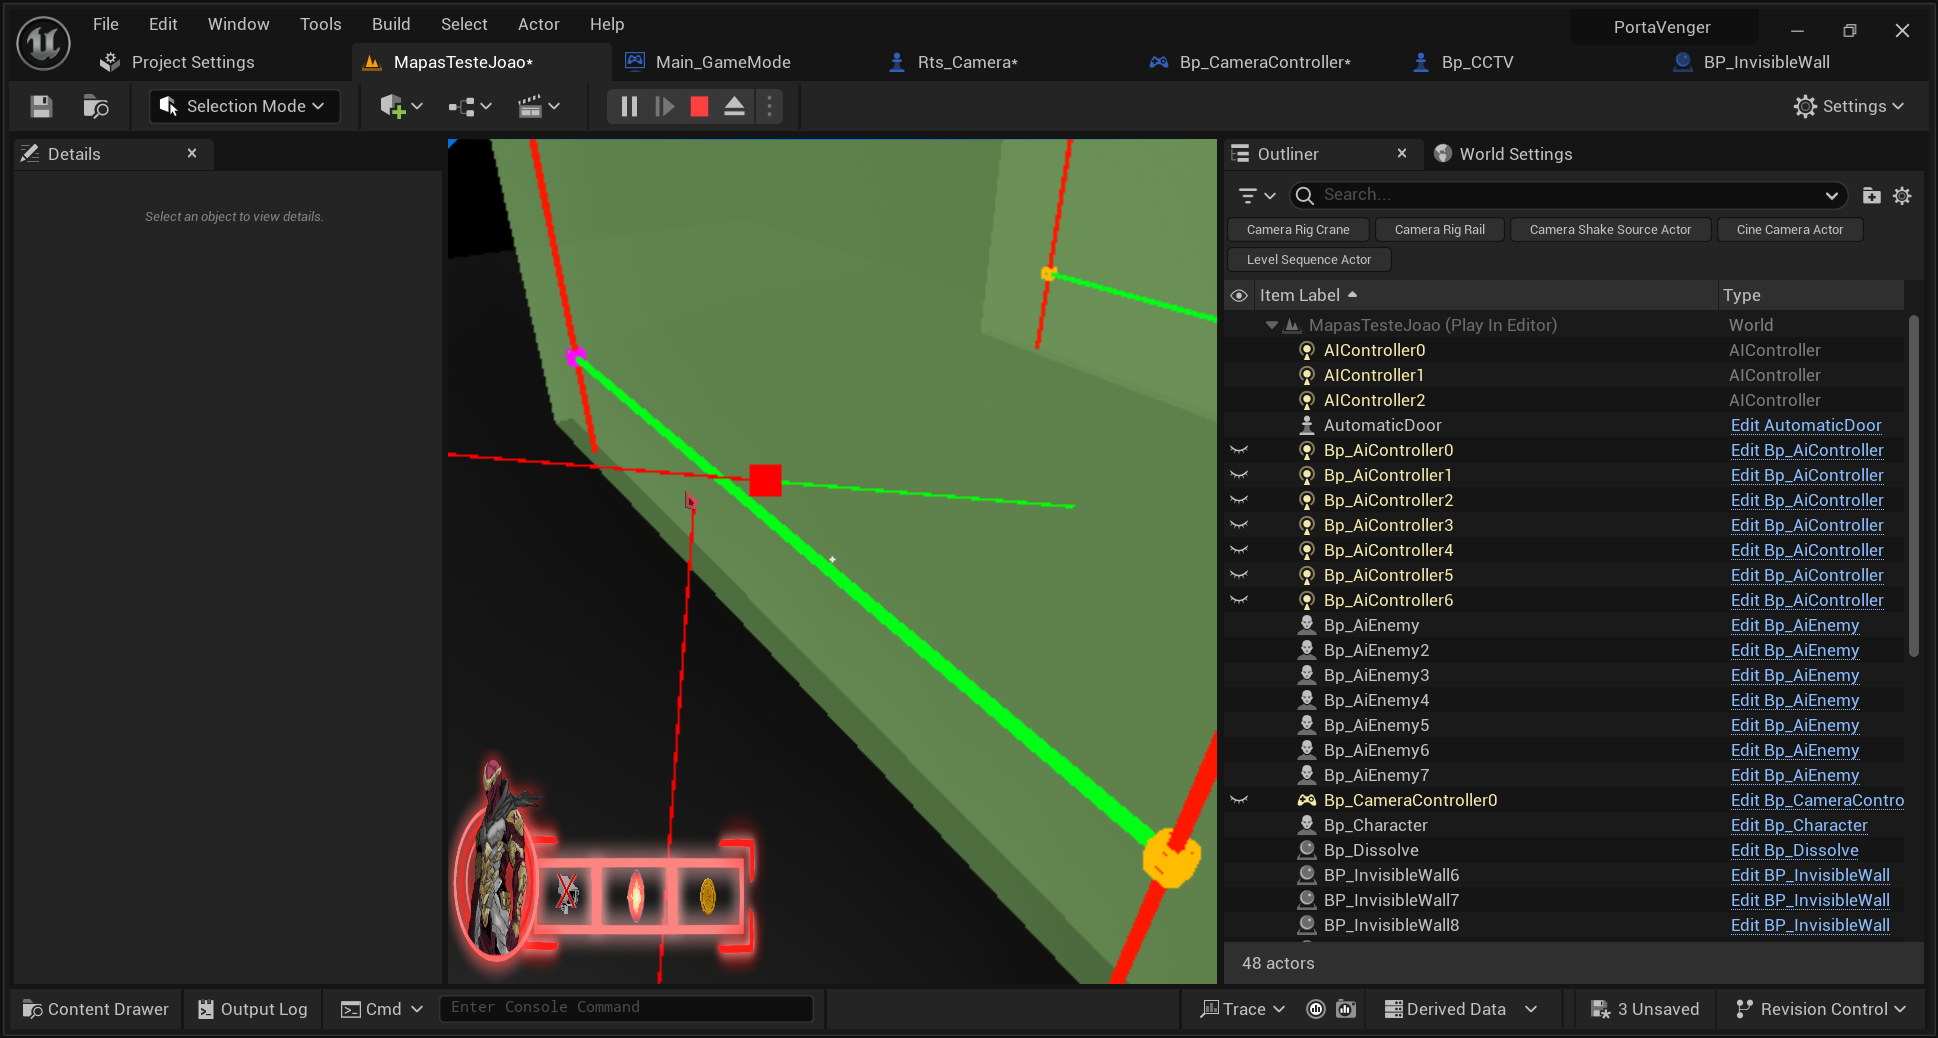 File Edit Window Tools Build Select Actor Help
PortaVenger
Project Settings
MapasTesteJoao*
Main_GameMode
Rts_Camera*
Bp_CameraController*
Bp_CCTV
BP_InvisibleWall
Selection Mode
Settings
Details
Select an object to view details.
Outliner
World Settings
Search...
Camera Rig Crane
Camera Rig Rail
Camera Shake Source Actor
Cine Camera Actor
Level Sequence Actor
Item Label Type
MapasTesteJoao (Play In Editor) World
AIController0 AIController
AIController1 AIController
AIController2 AIController
AutomaticDoor Edit AutomaticDoor
Bp_AiController0 Edit Bp_AiController
Bp_AiController1 Edit Bp_AiController
Bp_AiController2 Edit Bp_AiController
Bp_AiController3 Edit Bp_AiController
Bp_AiController4 Edit Bp_AiController
Bp_AiController5 Edit Bp_AiController
Bp_AiController6 Edit Bp_AiController
Bp_AiEnemy Edit Bp_AiEnemy
Bp_AiEnemy2 Edit Bp_AiEnemy
Bp_AiEnemy3 Edit Bp_AiEnemy
Bp_AiEnemy4 Edit Bp_AiEnemy
Bp_AiEnemy5 Edit Bp_AiEnemy
Bp_AiEnemy6 Edit Bp_AiEnemy
Bp_AiEnemy7 Edit Bp_AiEnemy
Bp_CameraController0 Edit Bp_CameraContro
Bp_Character Edit Bp_Character
Bp_Dissolve Edit Bp_Dissolve
BP_InvisibleWall6 Edit BP_InvisibleWall
BP_InvisibleWall7 Edit BP_InvisibleWall
BP_InvisibleWall8 Edit BP_InvisibleWall
48 actors
Content Drawer
Output Log
Cmd
Enter Console Command
Trace
Derived Data
3 Unsaved
Revision Control